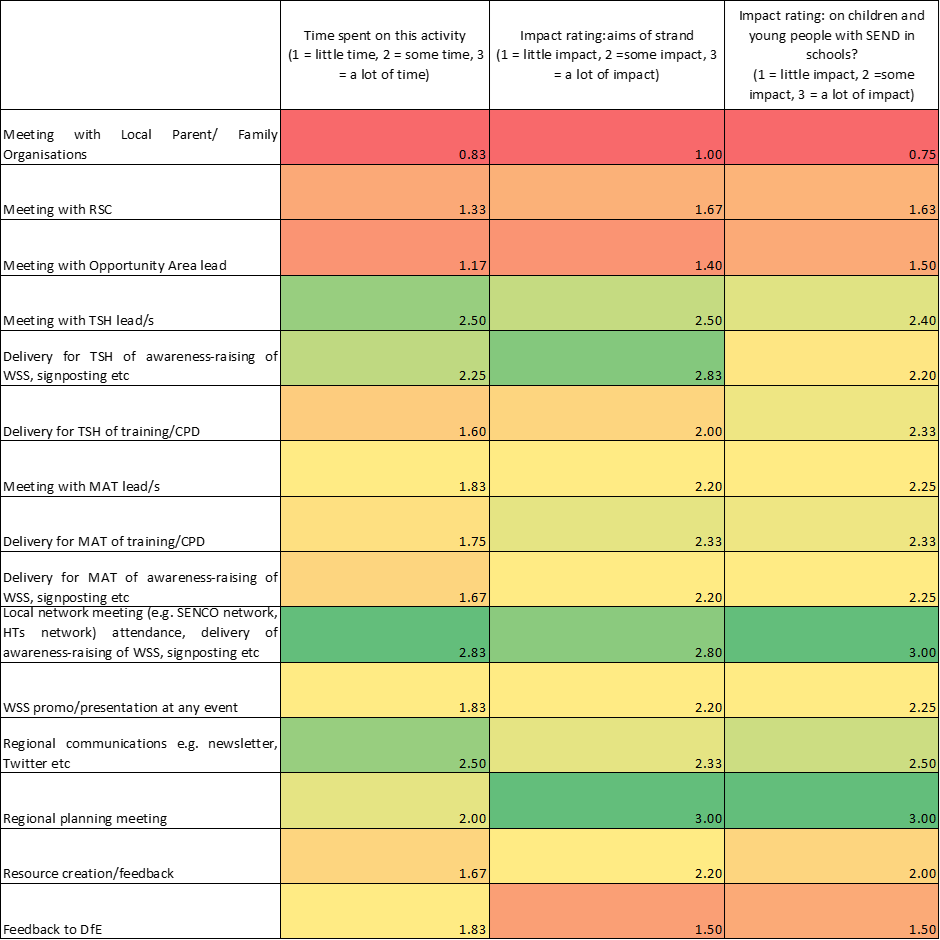 Time spent on this activity
(1 = little time, 2 = some time, 3
= a lot of time)
Impact rating:aims of strand
(1 = little impact, 2 =some impact, 3
= a lot of impact)
Impact rating: on children and
young people with SEND in
schools?
(1 = little impact, 2 =some
impact, 3 = a lot of impact)
Meeting with Local Parent/ Family
Organisations 0.83 1.00 0.75
Meeting with RSC 1.33 1.67 1.63
Meeting with Opportunity Area lead 1.17 1.40 1.50
Meeting with TSH lead/s 2.50 2.50 2.40
Delivery for TSH of awareness-raising of
WSS, signposting etc 2.25 2.83 2.20
Delivery for TSH of training/CPD 1.60 2.00 2.33
Meeting with MAT lead/s 1.83 2.20 2.25
Delivery for MAT of training/CPD 1.75 2.33 2.33
Delivery for MAT of awareness-raising of
WSS, signposting etc 1.67 2.20 2.25
Local network meeting (e.g. SENCO network,
HTs network) attendance, delivery of
awareness-raising of WSS, signposting etc 2.83 2.80 3.00
WSS promo/presentation at any event 1.83 2.20 2.25
Regional communications e.g. newsletter,
Twitter etc 2.50 2.33 2.50
Regional planning meeting 2.00 3.00 3.00
Resource creation/feedback 1.67 2.20 2.00
Feedback to DfE 1.83 1.50 1.50